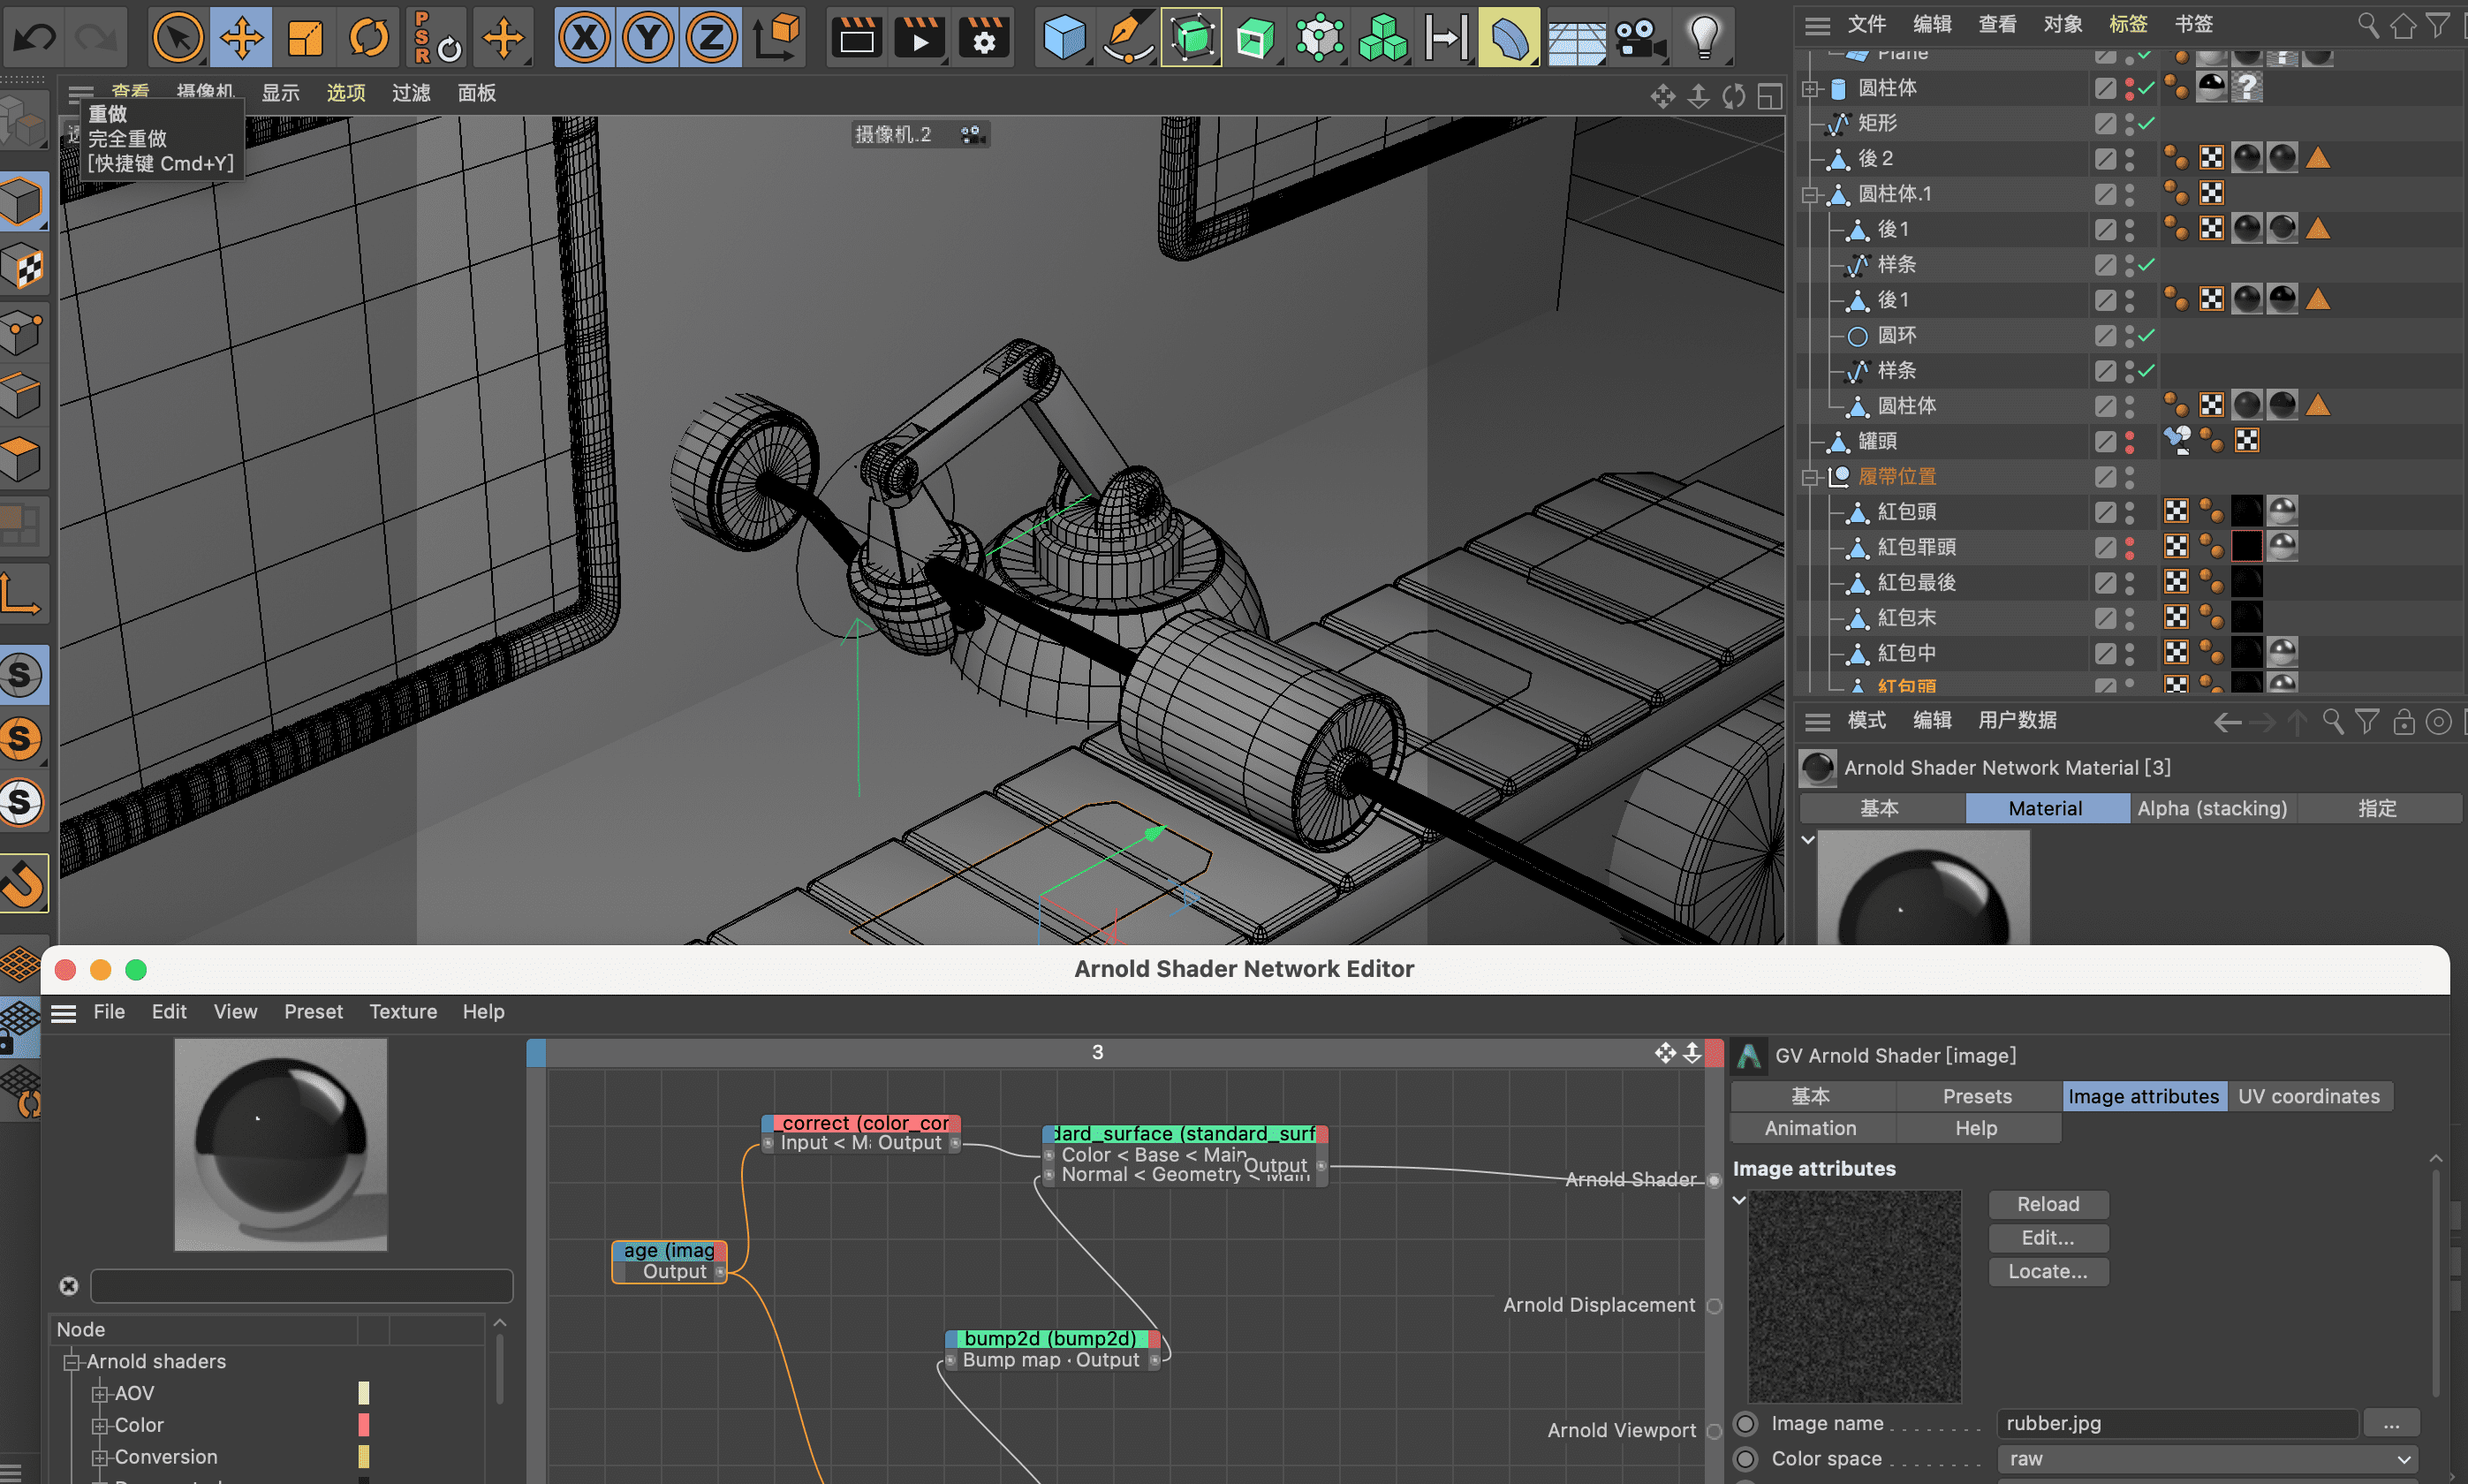 P
S
R
X
Y
Z
文件 编辑 查看 对象 标签 书签
查看 摄像机 显示 选项 过滤 面板
重做
完全重做
[快捷键 Cmd+Y]
摄像机.2
Plane
圆柱体
矩形
後2
圆柱体.1
後1
样条
後1
圆环
样条
圆柱体
罐頭
履帶位置
紅包頭
紅包罪頭
紅包最後
紅包末
紅包中
紅包頭
S
S
S
模式 编辑 用户数据
Arnold Shader Network Material [3]
基本 Material Alpha (stacking) 指定
Arnold Shader Network Editor
File Edit View Preset Texture Help
3
_correct (color_cor
Input < M Output
dard_surface (standard_surf
Color < Base < Main
Output
Normal < Geometry < Main
Arnold Shader
age (imag
Output
Arnold Displacement
bump2d (bump2d)
Bump map · Output
Arnold Viewport
Node
Arnold shaders
AOV
Color
Conversion
GV Arnold Shader [image]
基本 Presets Image attributes UV coordinates
Animation Help
Image attributes
Reload
Edit...
Locate...
Image name . . . . . . . . rubber.jpg ...
Color space . . . . . . . . raw